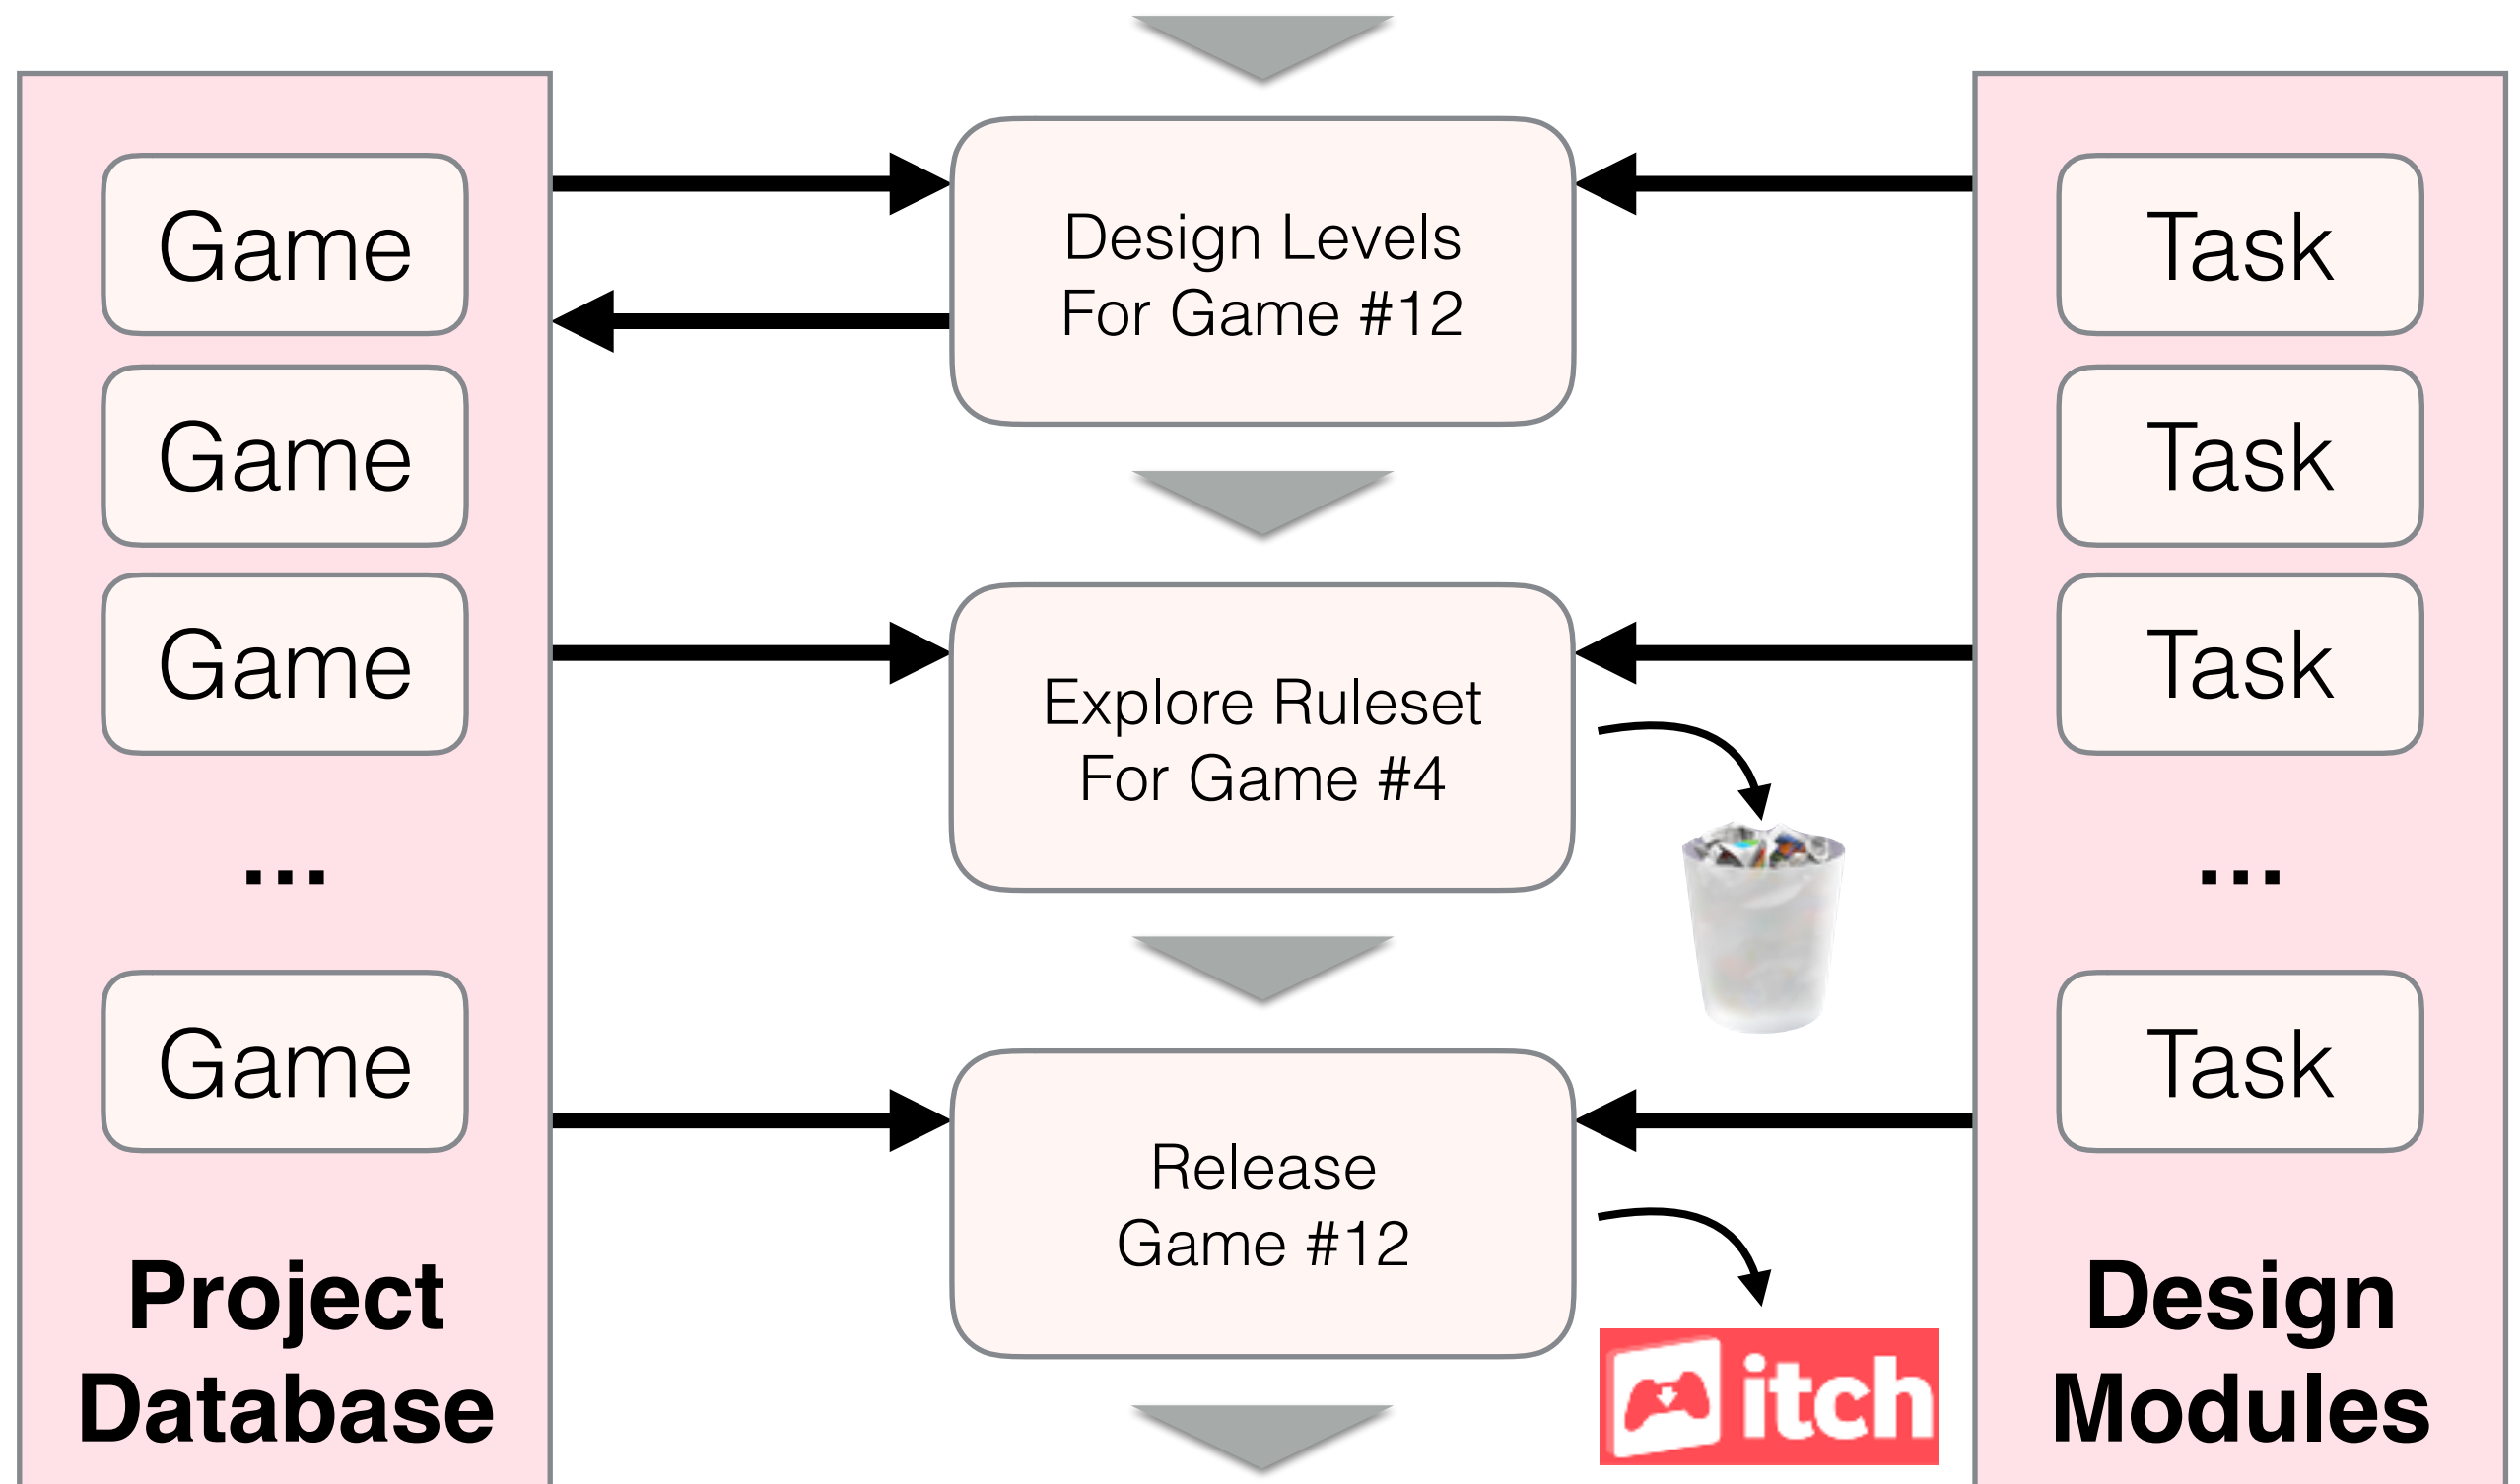 Game
Game
Game
...
Game
Project
Database
Design Levels
For Game #12
Explore Ruleset
For Game #4
Release
Game #12
itch
Task
Task
Task
...
Task
Design
Modules